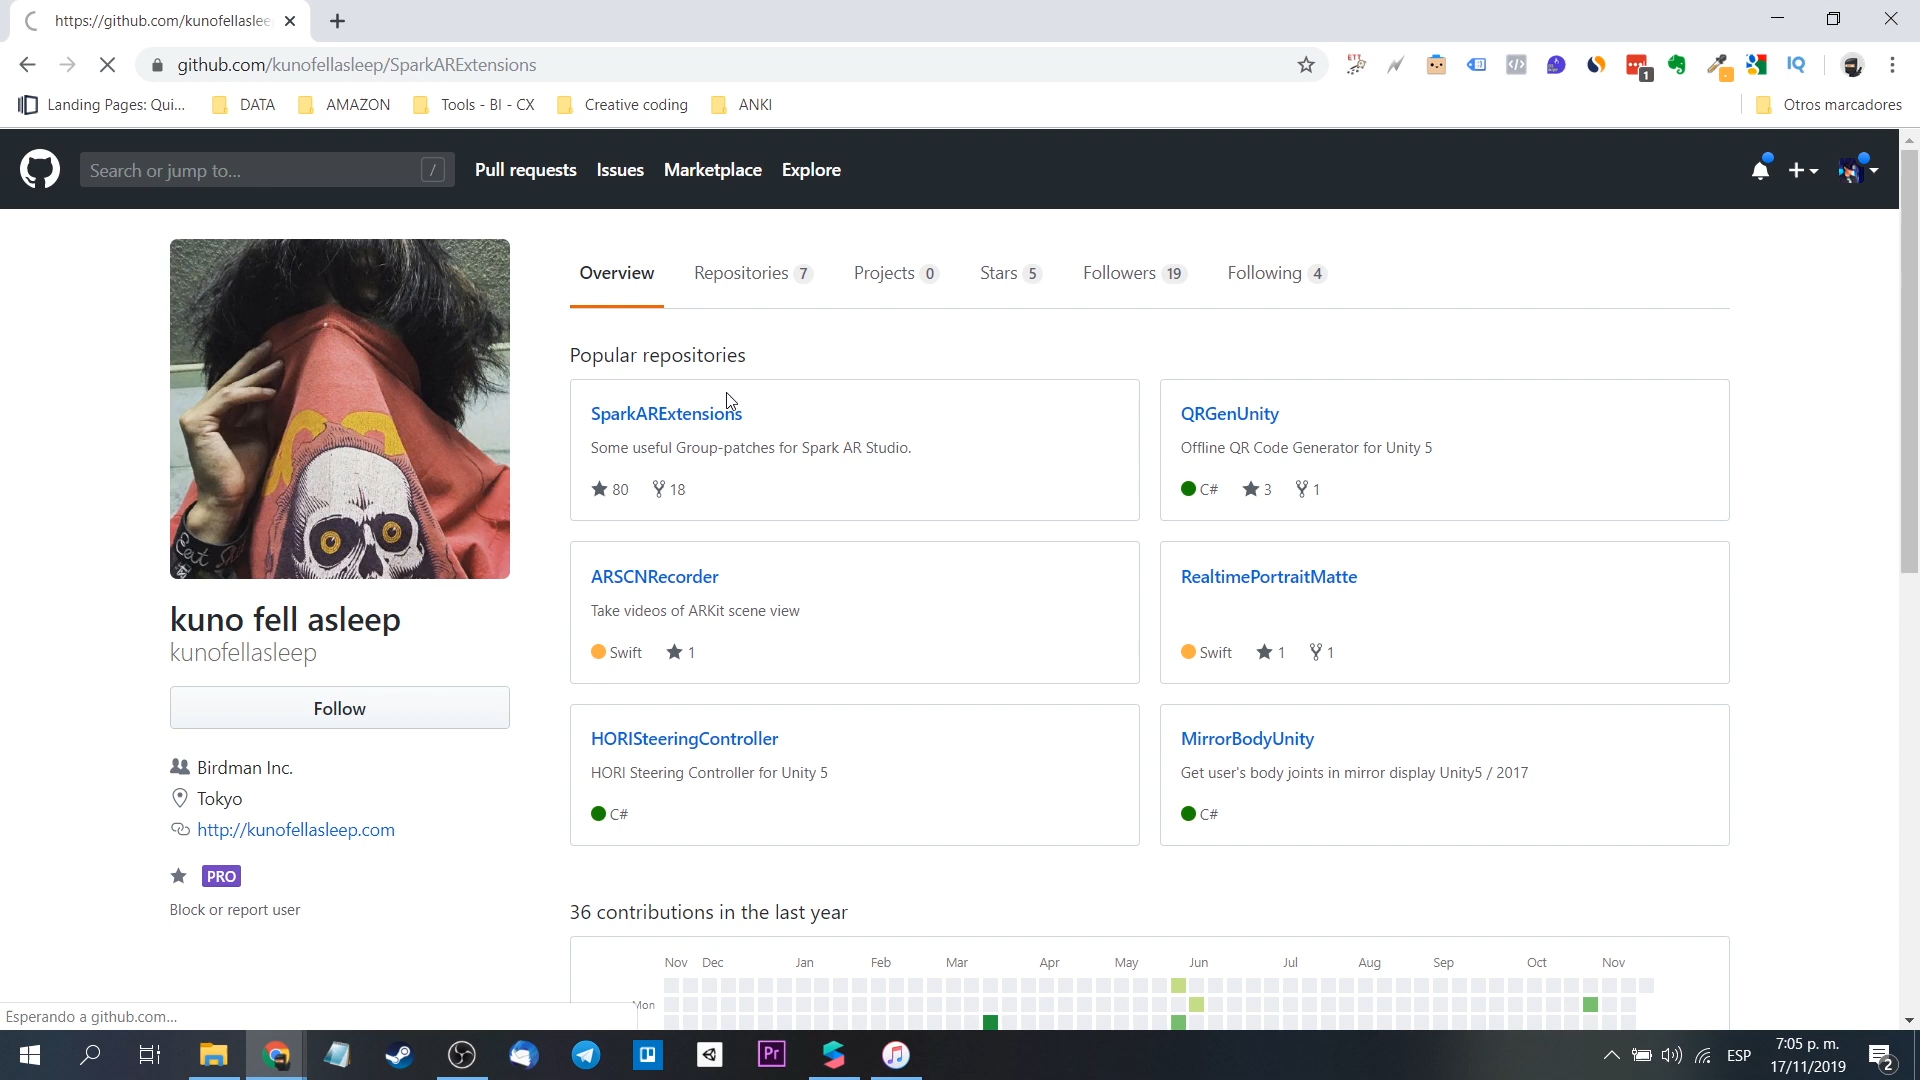 https://github.com/kunofellaslee
github.com/kunofellasleep/SparkARExtensions
ETT
1
IQ
Landing Pages: Qui...
DATA
AMAZON
Tools - BI - CX
Creative coding
ANKI
Otros marcadores
Search or jump to...
/
Pull requests
Issues
Marketplace
Explore
Overview
Repositories 7
Projects 0
Stars 5
Followers 19
Following 4
Popular repositories
SparkARExtensions
Some useful Group-patches for Spark AR Studio.
80
18
QRGenUnity
Offline QR Code Generator for Unity 5
C#
3
1
ARSCNRecorder
Take videos of ARKit scene view
Swift
1
RealtimePortraitMatte
Swift
1
1
HORISteeringController
HORI Steering Controller for Unity 5
C#
MirrorBodyUnity
Get user's body joints in mirror display Unity5 / 2017
C#
kuno fell asleep
kunofellasleep
Follow
Birdman Inc.
Tokyo
http://kunofellasleep.com
PRO
Block or report user
36 contributions in the last year
Nov Dec Jan Feb Mar Apr May Jun Jul Aug Sep Oct Nov
Mon
Esperando a github.com...
Pr
ESP
7:05 p. m.
17/11/2019
2